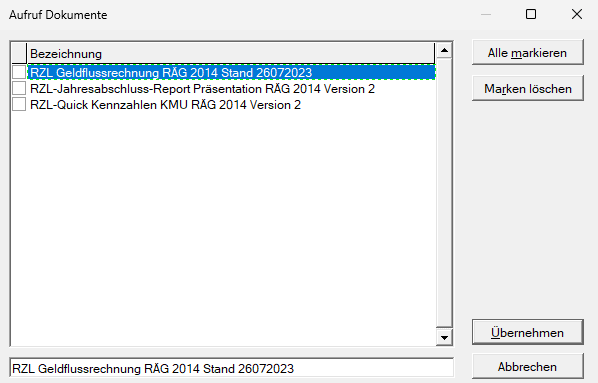 Aufruf Dokumente
Bezeichnung
RZL Geldflussrechnung RÄG 2014 Stand 26072023
RZL-Jahresabschluss-Report Präsentation RÄG 2014 Version 2
RZL-Quick Kennzahlen KMU RÄG 2014 Version 2
Alle markieren
Marken löschen
Übernehmen
RZL Geldflussrechnung RÄG 2014 Stand 26072023
Abbrechen